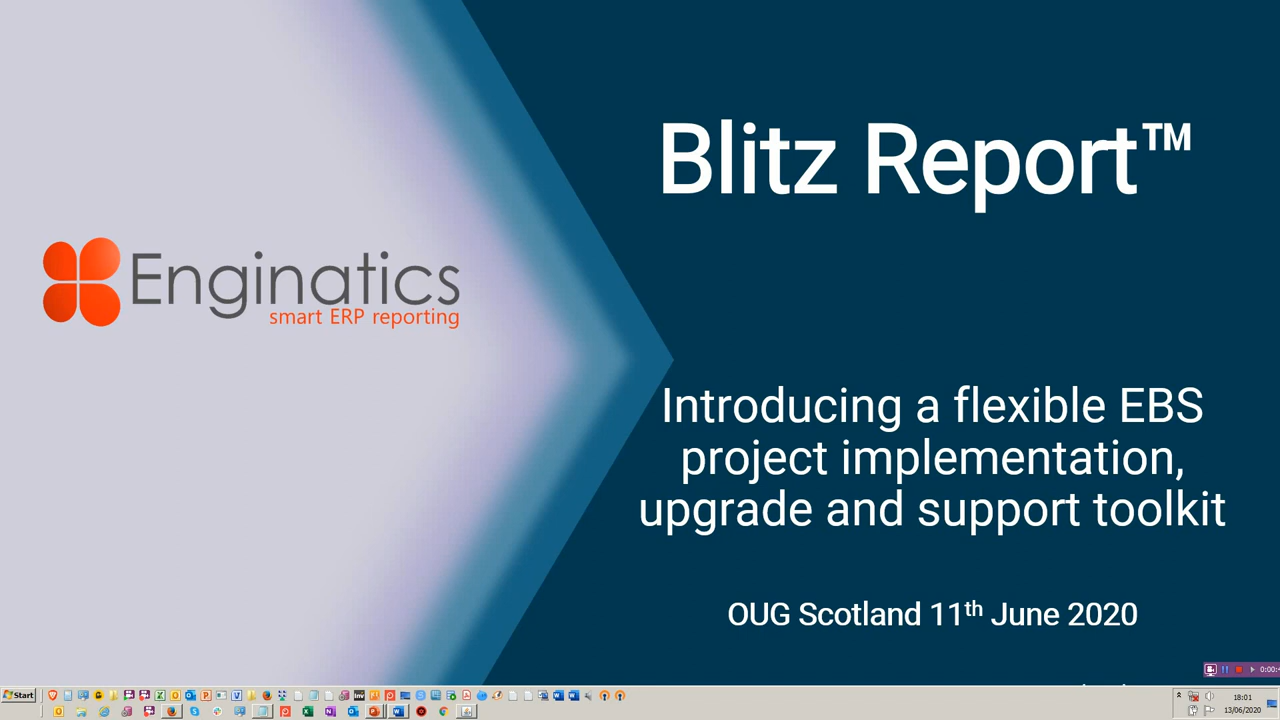 Blitz Report™
Enginatics
smart ERP reporting
Introducing a flexible EBS
project implementation,
upgrade and support toolkit
OUG Scotland 11th June 2020
Start
Inv
18:01
13/06/2020